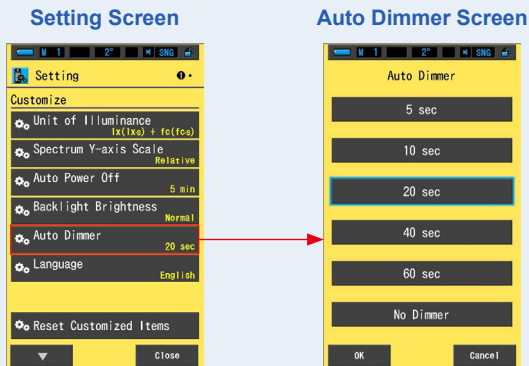 Setting Screen
M 1 2° SNG
Setting
Customize
Unit of Illuminance
lx(lx·s) + fc(fc·s)
Spectrum Y-axis Scale
Relative
Auto Power Off
5 min
Backlight Brightness
Normal
Auto Dimmer
20 sec
Language
English
Reset Customized Items
▼ Close
Auto Dimmer Screen
M 1 2° SNG
Auto Dimmer
5 sec
10 sec
20 sec
40 sec
60 sec
No Dimmer
OK Cancel